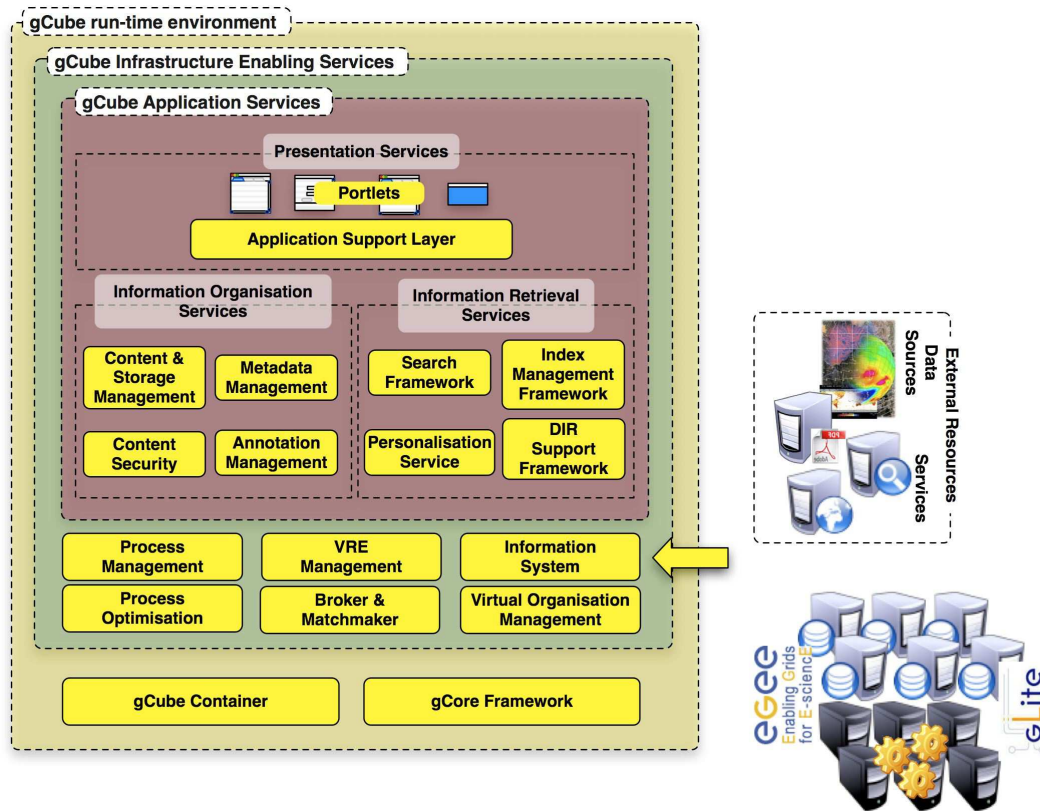 gCube run-time environment
gCube Infrastructure Enabling Services
gCube Application Services
Presentation Services
Portlets
Application Support Layer
Information Organisation
Services
Information Retrieval
Services
Content &
Storage
Management
Metadata
Management
Search
Framework
Index
Management
Framework
Content
Security
Annotation
Management
Personalisation
Service
DIR
Support
Framework
Process
Management
VRE
Management
Information
System
Process
Optimisation
Broker &
Matchmaker
Virtual Organisation
Management
gCube Container
gCore Framework
External Resources
Data
Sources
Services
PDF
Adobe
eGee
Enabling Grids
for E-sciencE
gLite